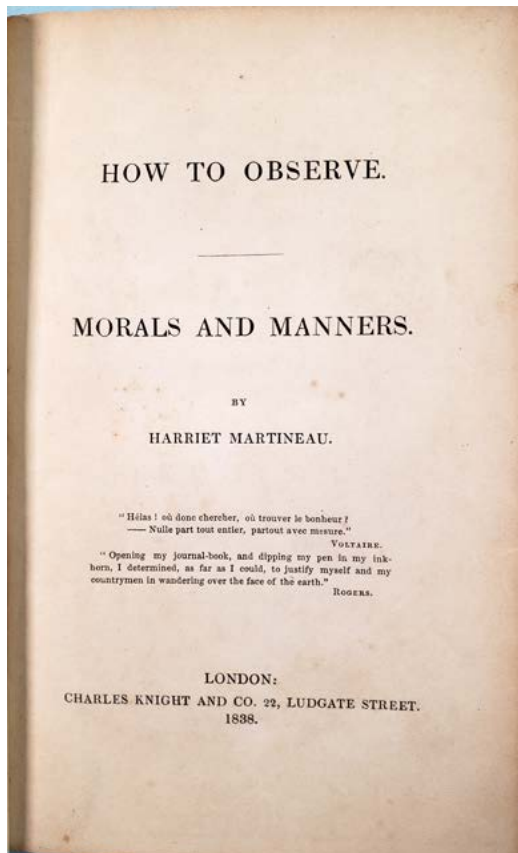 HOW TO OBSERVE.
MORALS AND MANNERS.
BY
HARRIET MARTINEAU.
"Hélas ! où donc chercher, où trouver le bonheur ?
—— Nulle part tout entier, partout avec mesure."
VOLTAIRE.
"Opening my journal-book, and dipping my pen in my ink-
horn, I determined, as far as I could, to justify myself and my
countrymen in wandering over the face of the earth."
ROGERS.
LONDON:
CHARLES KNIGHT AND CO. 22, LUDGATE STREET.
1838.